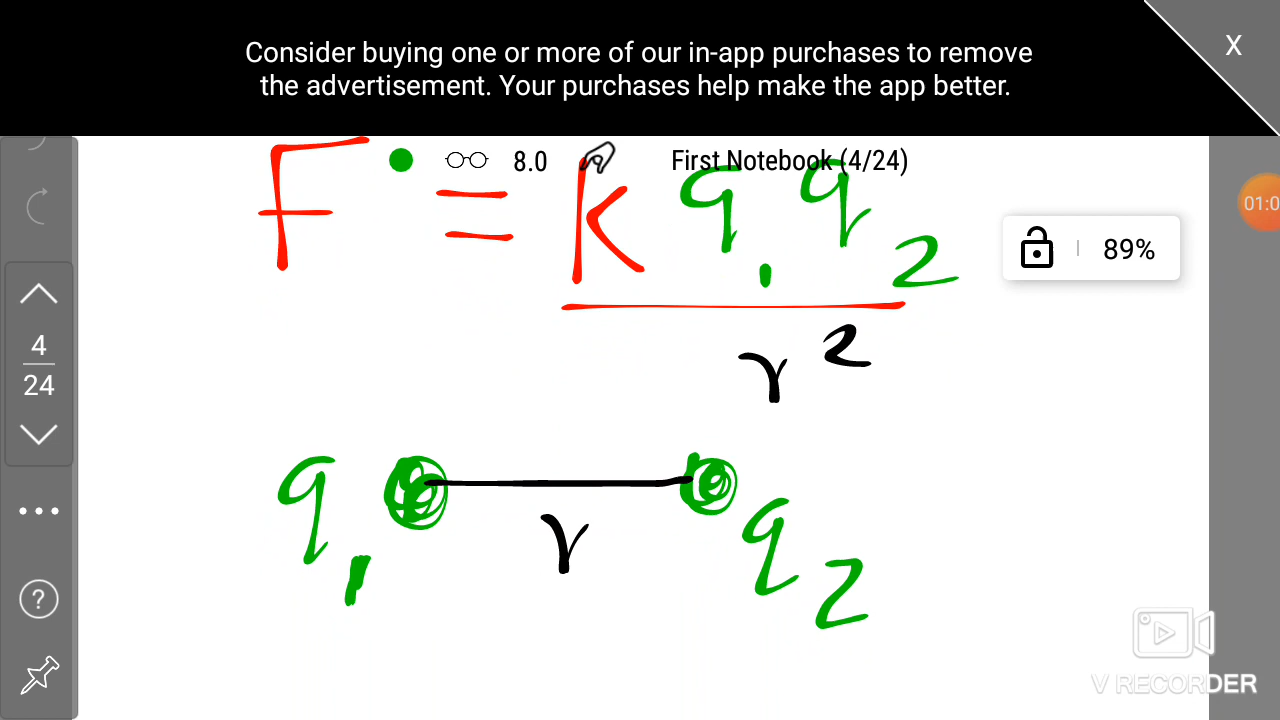 Consider buying one or more of our in-app purchases to remove
the advertisement. Your purchases help make the app better.
X
8.0 First Notebook (4/24)
01:0
F = K q1 q2
89%
r2
4
24
q1 r q2
?
V RECORDER